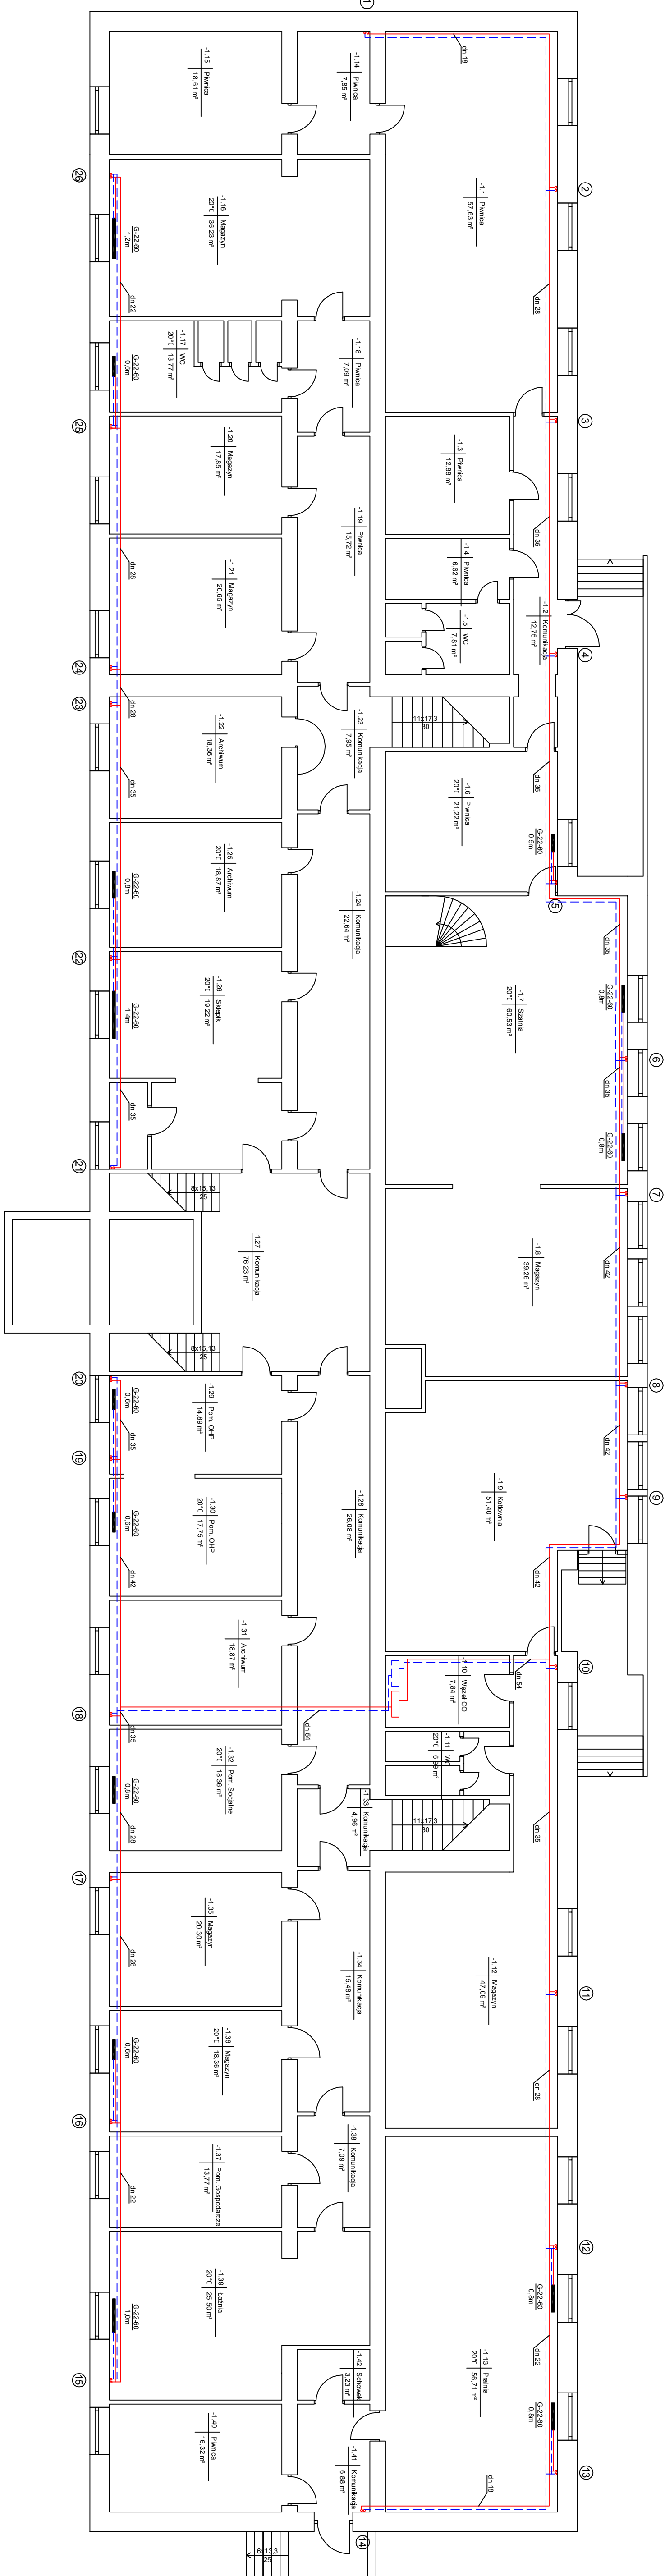 1
dn 18
-1.15 Piwnica
18,61 m²
-1.14 Piwnica
7,85 m²
2
26
-1.1 Piwnica
57,63 m²
-1.16 Magazyn
20°C 36,23 m²
G-22-60
1,2m
dn 22
dn 28
-1.17 WC
20°C 13,77 m²
-1.18 Piwnica
7,09 m²
G-22-60
0,6m
3
25
-1.20 Magazyn
17,85 m²
-1.3 Piwnica
12,88 m²
-1.19 Piwnica
15,72 m²
dn 35
dn 28
-1.21 Magazyn
20,65 m²
-1.4 Piwnica
6,62 m²
-1.5 WC
7,81 m²
-1.2 Komunikacja
12,75 m²
4
24
23
dn 28
-1.22 Archiwum
18,36 m²
-1.23 Komunikacja
7,95 m²
11x17,3
30
dn 35
dn 35
-1.6 Piwnica
20°C 21,22 m²
G-22-60
0,5m
-1.25 Archiwum
20°C 18,87 m²
G-22-60
0,8m
-1.24 Komunikacja
22,64 m²
5
dn 35
22
-1.26 Sklepik
20°C 19,22 m²
G-22-60
1,4m
-1.7 Szatnia
20°C 60,53 m²
G-22-60
0,8m
6
dn 35
dn 35
G-22-60
0,8m
21
7
8x15,13
25
-1.27 Komunikacja
76,23 m²
-1.8 Magazyn
39,26 m²
dn 42
8x15,13
25
20
8
-1.29 Pom. OHP
14,89 m²
G-22-60
0,6m
dn 35
dn 42
19
-1.30 Pom. OHP
20°C 17,75 m²
G-22-60
0,6m
-1.28 Komunikacja
26,08 m²
-1.9 Kotłownia
51,40 m²
9
dn 42
dn 42
-1.31 Archiwum
18,87 m²
-1.10 Węzeł CO
7,84 m²
dn 54
10
18
dn 35
dn 54
-1.32 Pom. Socjalne
20°C 18,36 m²
G-22-60
0,8m
-1.11 WC
20°C 6,99 m²
-1.33 Komunikacja
4,96 m²
11x17,3
30
dn 28
dn 35
17
-1.35 Magazyn
20,30 m²
dn 28
-1.34 Komunikacja
15,48 m²
-1.12 Magazyn
47,09 m²
11
-1.36 Magazyn
20°C 18,36 m²
G-22-60
0,6m
dn 28
16
-1.38 Komunikacja
7,09 m²
-1.37 Pom. Gospodarcze
13,77 m²
dn 22
12
-1.39 Łaźnia
20°C 25,50 m²
G-22-60
1,0m
G-22-60
0,8m
dn 22
-1.13 Pralnia
20°C 56,71 m²
15
-1.42 Schowek
3,23 m²
G-22-60
0,8m
-1.40 Piwnica
16,32 m²
-1.41 Komunikacja
6,88 m²
dn 18
13
14
6x13,3
25